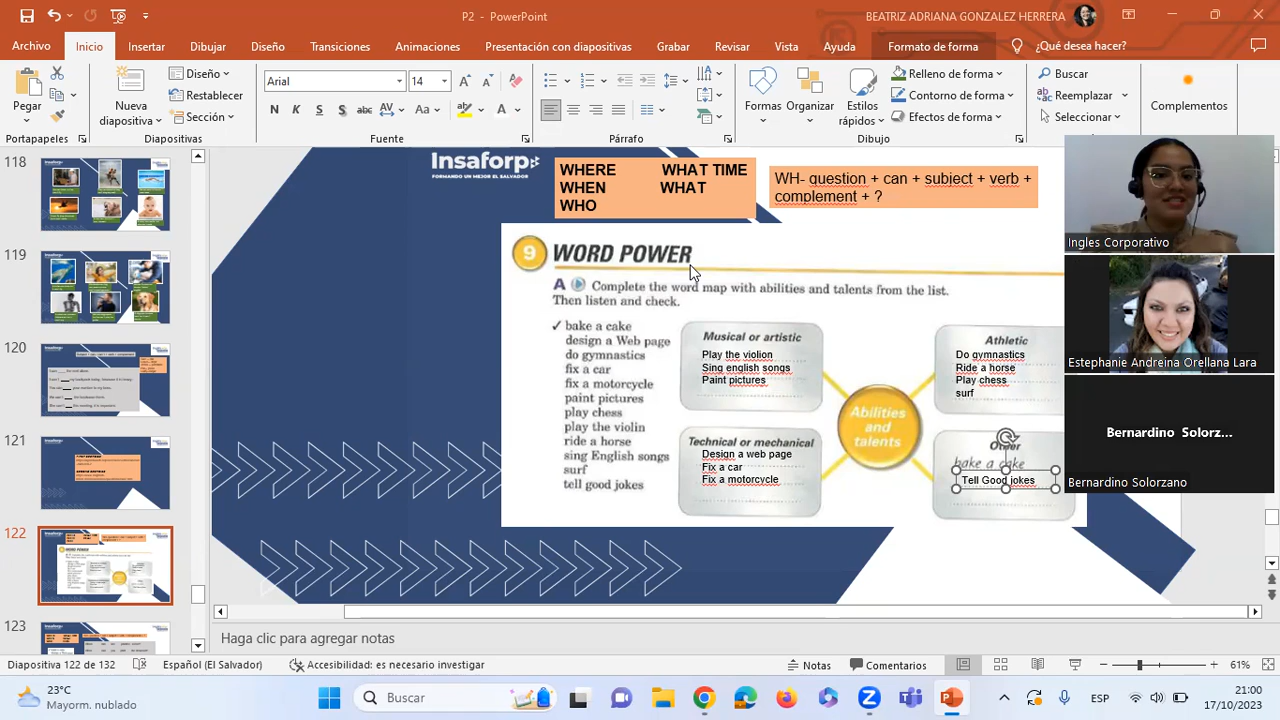 P2 - PowerPoint
BEATRIZ ADRIANA GONZALEZ HERRERA
Archivo
Inicio
Insertar
Dibujar
Diseño
Transiciones
Animaciones
Presentación con diapositivas
Grabar
Revisar
Vista
Ayuda
Formato de forma
¿Qué desea hacer?
Pegar
Nueva
diapositiva
Diseño
Restablecer
Sección
Arial
14
N K S S abc AV Aa A
Formas
Organizar
Estilos
rápidos
Relleno de forma
Contorno de forma
Efectos de forma
Buscar
Reemplazar
Seleccionar
Complementos
Portapapeles
Diapositivas
Fuente
Párrafo
Dibujo
118
119
120
121
122
123
Insaforp
FORMANDO UN MEJOR EL SALVADOR
WHERE WHAT TIME
WHEN WHAT
WHO
WH- question + can + subject + verb +
complement + ?
9 WORD POWER
A Complete the word map with abilities and talents from the list.
Then listen and check.
✓ bake a cake
design a Web page
do gymnastics
fix a car
fix a motorcycle
paint pictures
play chess
play the violin
ride a horse
sing English songs
surf
tell good jokes
Musical or artistic
Play the violion
Sing english songs
Paint pictures
Technical or mechanical
Design a web page
Fix a car
Fix a motorcycle
Abilities
and
talents
Athletic
Do gymnastics
Ride a horse
Play chess
surf
Other
bake a cake
Tell Good jokes
Ingles Corporativo
Estephanie Andreina Orellana Lara
Bernardino Solorz...
Bernardino Solorzano
Haga clic para agregar notas
Diapositiva 122 de 132
Español (El Salvador)
Accesibilidad: es necesario investigar
Notas
Comentarios
61%
23°C
Mayorm. nublado
Buscar
ESP
21:00
17/10/2023